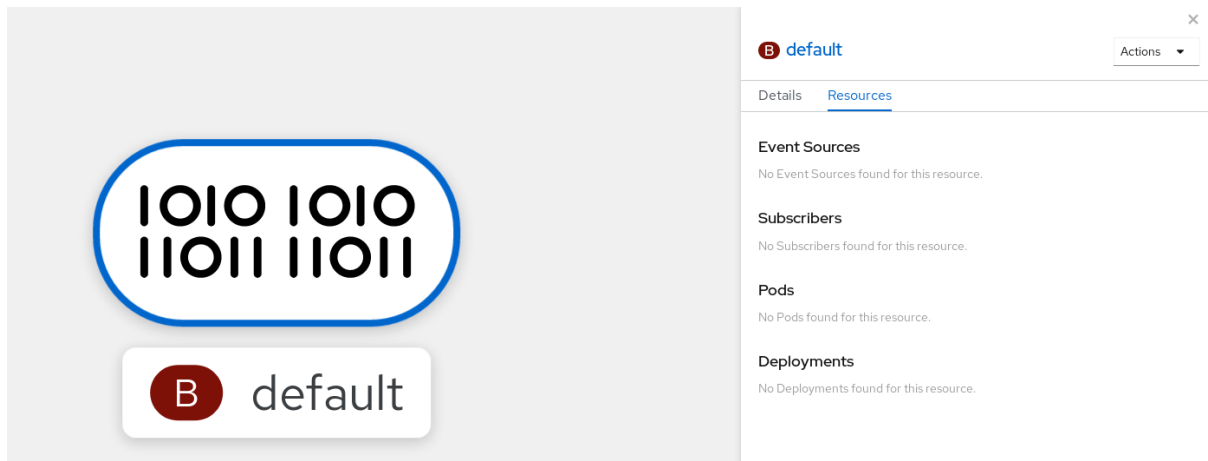 1010 1010
11011 11011
B default
×
B default
Actions
Details Resources
Event Sources
No Event Sources found for this resource.
Subscribers
No Subscribers found for this resource.
Pods
No Pods found for this resource.
Deployments
No Deployments found for this resource.